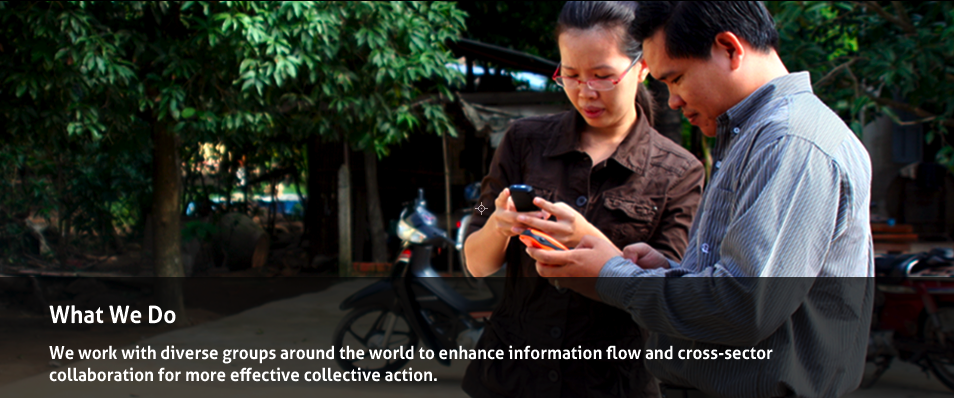 What We Do
We work with diverse groups around the world to enhance information flow and cross-sector
collaboration for more effective collective action.